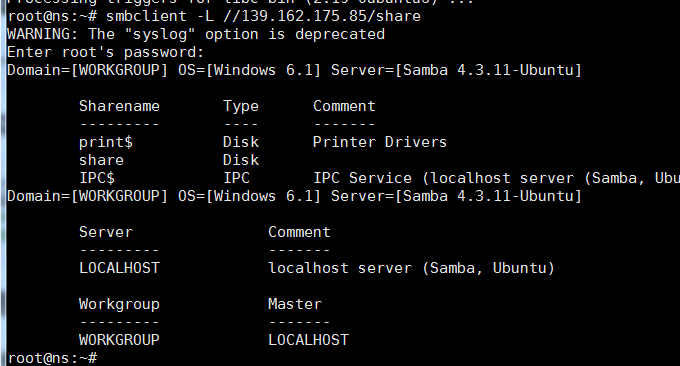 Processing triggers for libc-bin (2.19-0ubuntu6) ...
root@ns:~# smbclient -L //139.162.175.85/share
WARNING: The "syslog" option is deprecated
Enter root's password:
Domain=[WORKGROUP] OS=[Windows 6.1] Server=[Samba 4.3.11-Ubuntu]
Sharename Type Comment
--------- ---- -------
print$ Disk Printer Drivers
share Disk
IPC$ IPC IPC Service (localhost server (Samba, Ubu
Domain=[WORKGROUP] OS=[Windows 6.1] Server=[Samba 4.3.11-Ubuntu]
Server Comment
--------- -------
LOCALHOST localhost server (Samba, Ubuntu)
Workgroup Master
--------- -------
WORKGROUP LOCALHOST
root@ns:~#